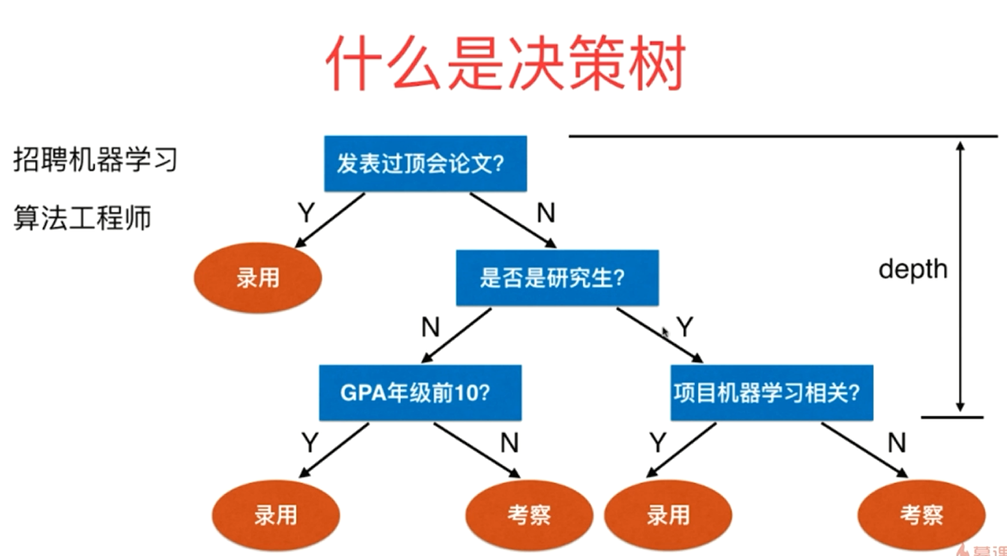 什么是决策树
招聘机器学习
算法工程师
发表过顶会论文?
Y
N
录用
是否是研究生?
depth
N
Y
GPA年级前10?
项目机器学习相关?
Y
N
Y
N
录用
考察
录用
考察